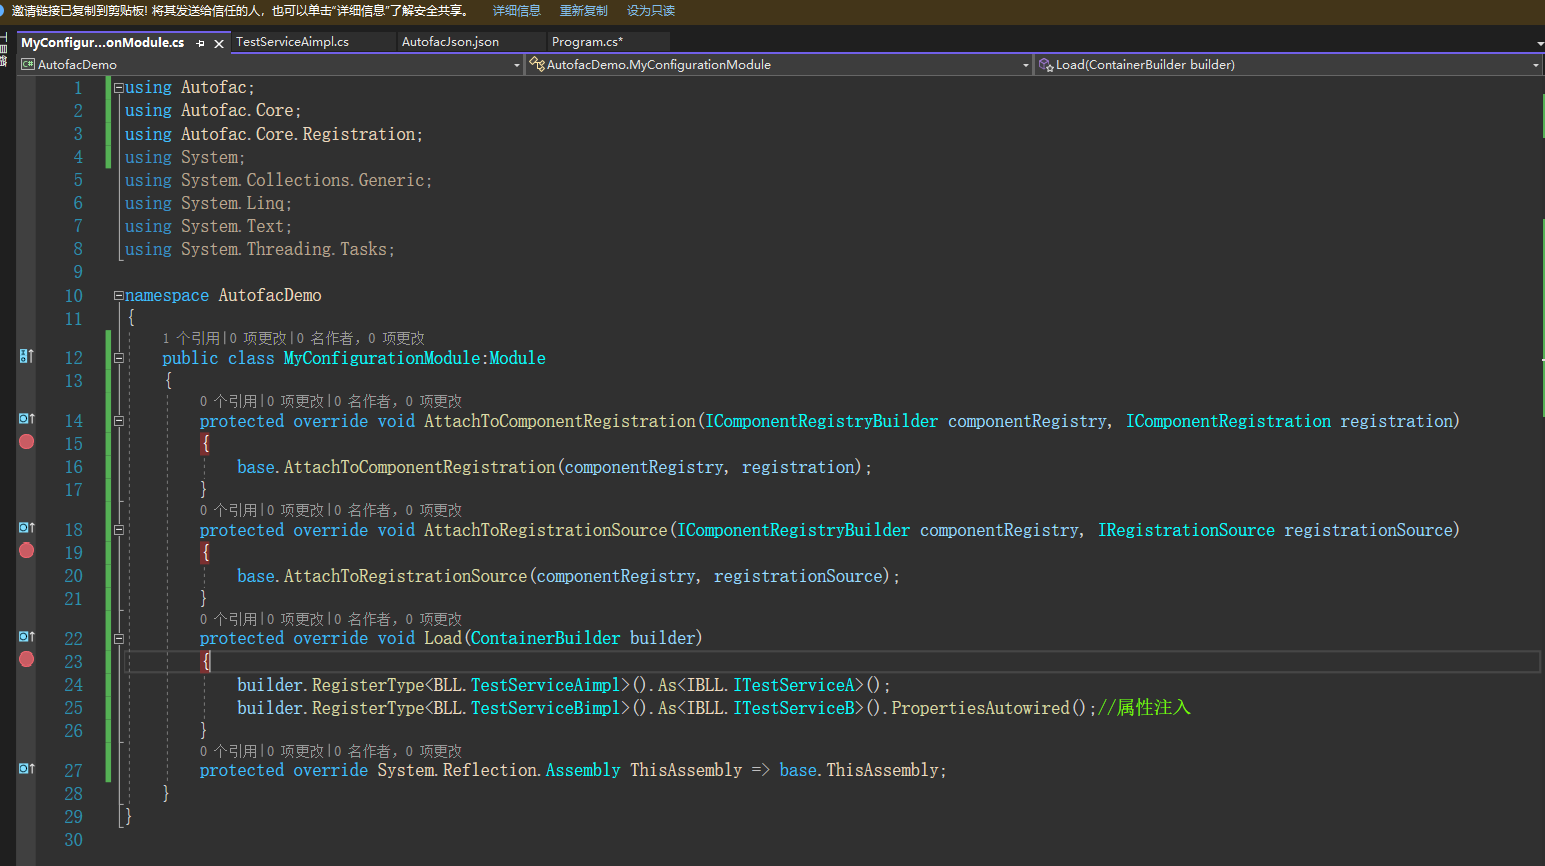 邀请链接已复制到剪贴板! 将其发送给信任的人，也可以单击“详细信息”了解安全共享。 详细信息 重新复制 设为只读
MyConfigur...onModule.cs TestServiceAimpl.cs AutofacJson.json Program.cs*
AutofacDemo AutofacDemo.MyConfigurationModule Load(ContainerBuilder builder)
1 using Autofac;
2 using Autofac.Core;
3 using Autofac.Core.Registration;
4 using System;
5 using System.Collections.Generic;
6 using System.Linq;
7 using System.Text;
8 using System.Threading.Tasks;
9
10 namespace AutofacDemo
11 {
1 个引用|0 项更改|0 名作者，0 项更改
12 public class MyConfigurationModule:Module
13 {
0 个引用|0 项更改|0 名作者，0 项更改
14 protected override void AttachToComponentRegistration(IComponentRegistryBuilder componentRegistry, IComponentRegistration registration)
15 {
16 base.AttachToComponentRegistration(componentRegistry, registration);
17 }
0 个引用|0 项更改|0 名作者，0 项更改
18 protected override void AttachToRegistrationSource(IComponentRegistryBuilder componentRegistry, IRegistrationSource registrationSource)
19 {
20 base.AttachToRegistrationSource(componentRegistry, registrationSource);
21 }
0 个引用|0 项更改|0 名作者，0 项更改
22 protected override void Load(ContainerBuilder builder)
23 {
24 builder.RegisterType<BLL.TestServiceAimpl>().As<IBLL.ITestServiceA>();
25 builder.RegisterType<BLL.TestServiceBimpl>().As<IBLL.ITestServiceB>().PropertiesAutowired();//属性注入
26 }
0 个引用|0 项更改|0 名作者，0 项更改
27 protected override System.Reflection.Assembly ThisAssembly => base.ThisAssembly;
28 }
29 }
30